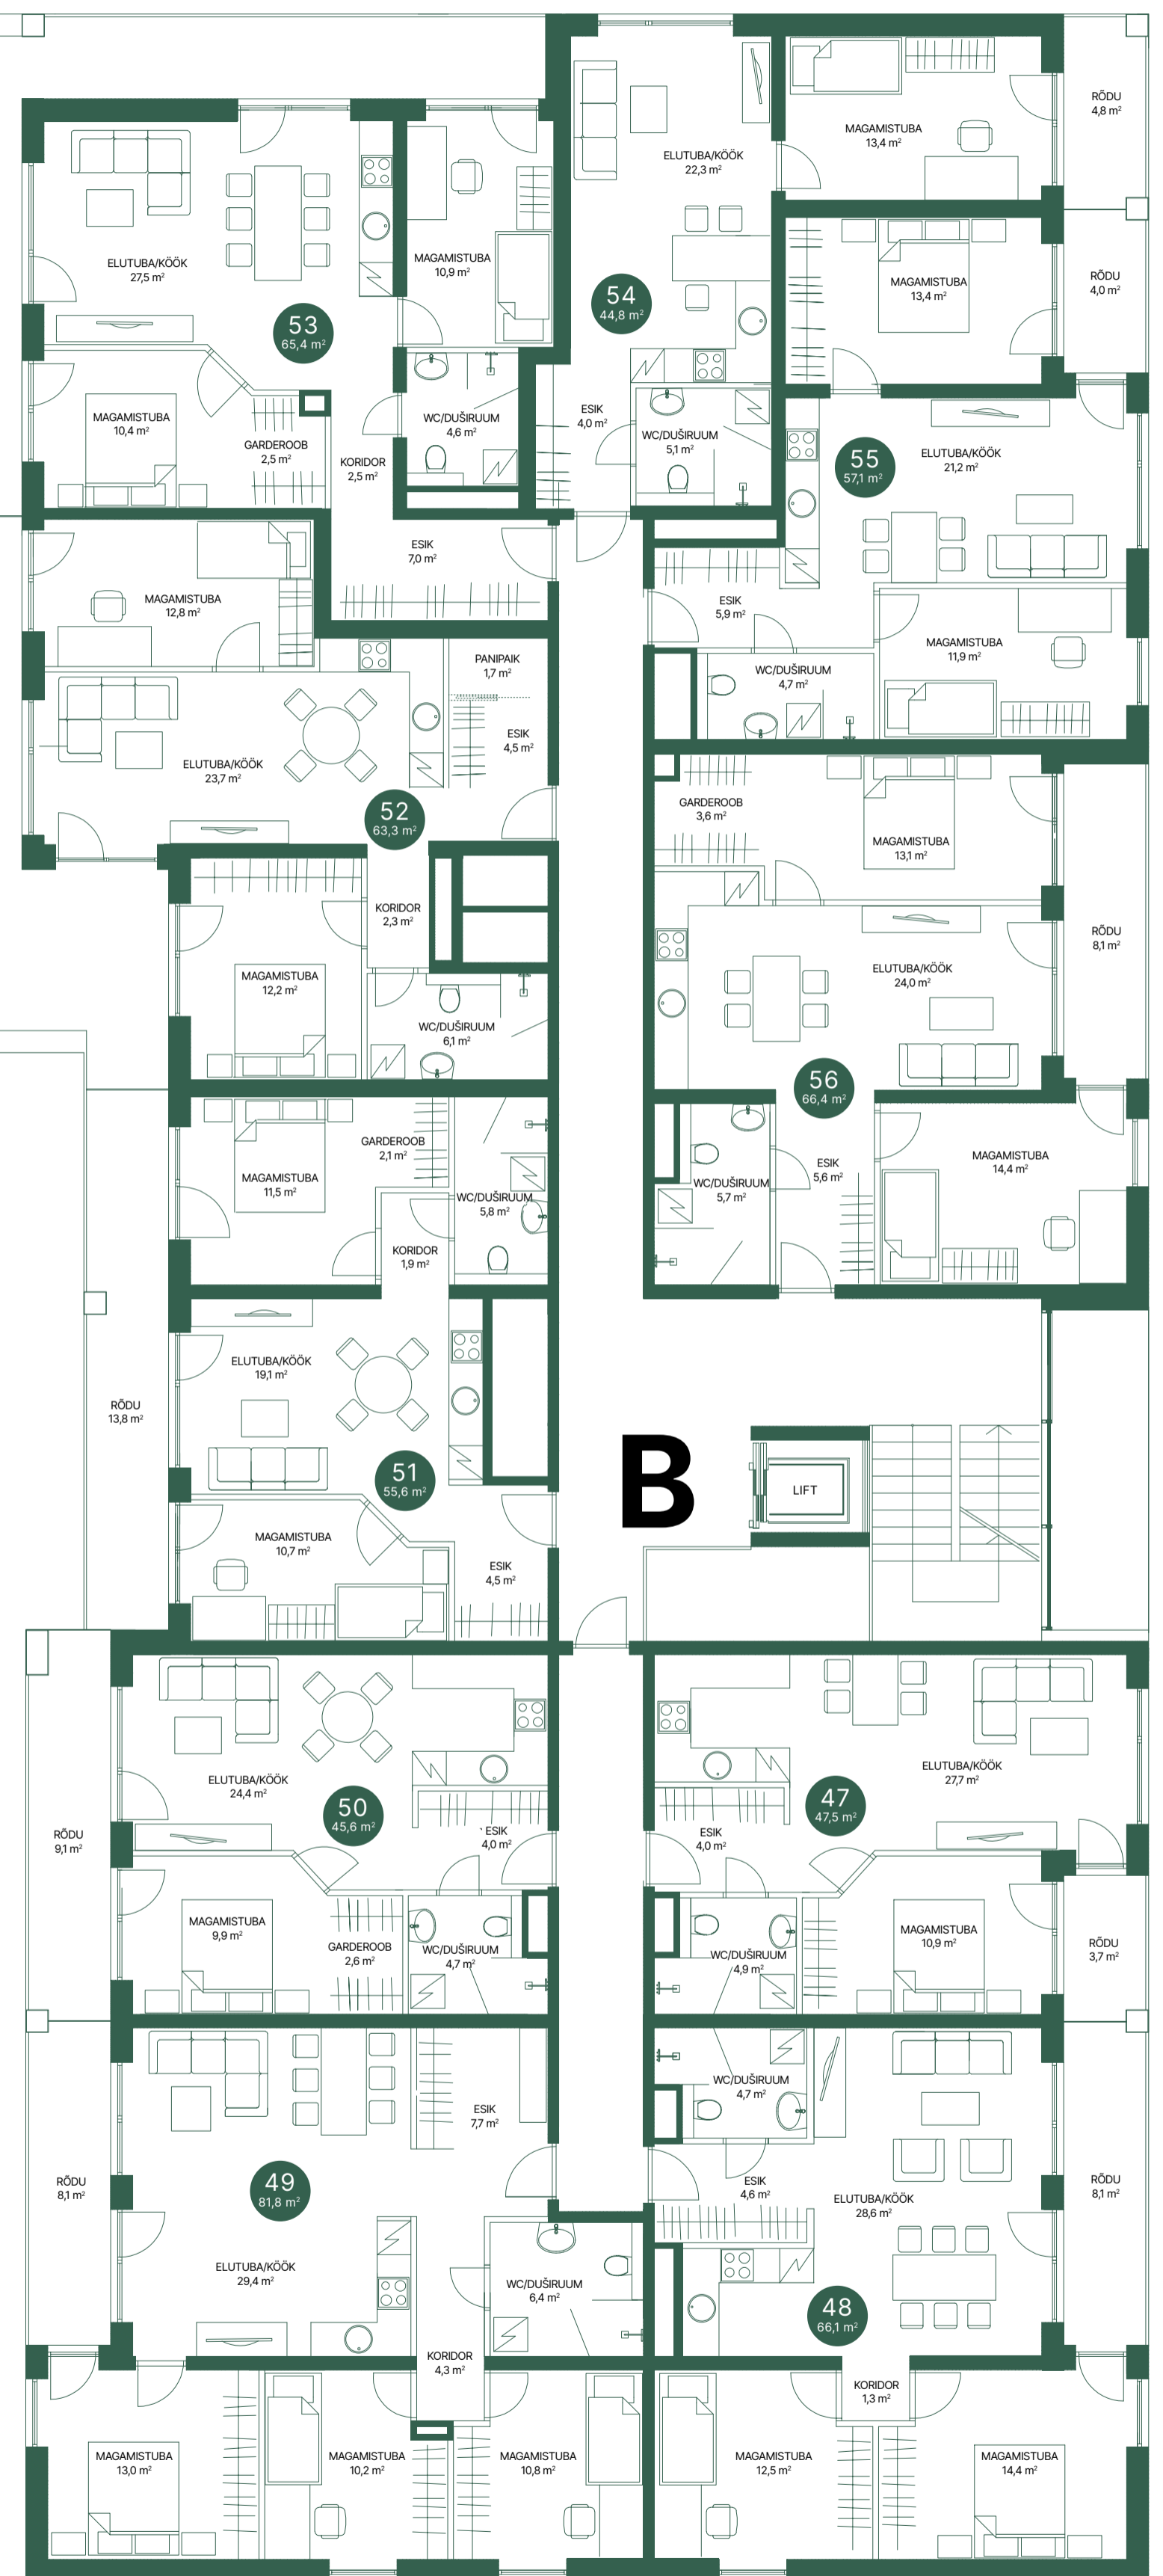 RÕDU
4,8 m²
MAGAMISTUBA
13,4 m²
ELUTUBA/KÖÖK
22,3 m²
MAGAMISTUBA
10,9 m²
ELUTUBA/KÖÖK
27,5 m²
RÕDU
4,0 m²
MAGAMISTUBA
13,4 m²
54
44,8 m²
53
65,4 m²
MAGAMISTUBA
10,4 m²
GARDEROOB
2,5 m²
KORIDOR
2,5 m²
WC/DUŠIRUUM
4,6 m²
ESIK
4,0 m²
WC/DUŠIRUUM
5,1 m²
55
57,1 m²
ELUTUBA/KÖÖK
21,2 m²
ESIK
7,0 m²
MAGAMISTUBA
12,8 m²
ESIK
5,9 m²
MAGAMISTUBA
11,9 m²
WC/DUŠIRUUM
4,7 m²
PANIPAIK
1,7 m²
ESIK
4,5 m²
ELUTUBA/KÖÖK
23,7 m²
52
63,3 m²
GARDEROOB
3,6 m²
MAGAMISTUBA
13,1 m²
KORIDOR
2,3 m²
RÕDU
8,1 m²
ELUTUBA/KÖÖK
24,0 m²
MAGAMISTUBA
12,2 m²
WC/DUŠIRUUM
6,1 m²
56
66,4 m²
GARDEROOB
2,1 m²
MAGAMISTUBA
11,5 m²
WC/DUŠIRUUM
5,8 m²
KORIDOR
1,9 m²
WC/DUŠIRUUM
5,7 m²
ESIK
5,6 m²
MAGAMISTUBA
14,4 m²
ELUTUBA/KÖÖK
19,1 m²
RÕDU
13,8 m²
51
55,6 m²
B
LIFT
MAGAMISTUBA
10,7 m²
ESIK
4,5 m²
ELUTUBA/KÖÖK
24,4 m²
50
45,6 m²
ESIK
4,0 m²
RÕDU
9,1 m²
ELUTUBA/KÖÖK
27,7 m²
47
47,5 m²
ESIK
4,0 m²
MAGAMISTUBA
9,9 m²
GARDEROOB
2,6 m²
WC/DUŠIRUUM
4,7 m²
WC/DUŠIRUUM
4,9 m²
MAGAMISTUBA
10,9 m²
RÕDU
3,7 m²
ESIK
7,7 m²
WC/DUŠIRUUM
4,7 m²
RÕDU
8,1 m²
49
81,8 m²
ESIK
4,6 m²
ELUTUBA/KÖÖK
28,6 m²
RÕDU
8,1 m²
ELUTUBA/KÖÖK
29,4 m²
WC/DUŠIRUUM
6,4 m²
48
66,1 m²
KORIDOR
4,3 m²
KORIDOR
1,3 m²
MAGAMISTUBA
13,0 m²
MAGAMISTUBA
10,2 m²
MAGAMISTUBA
10,8 m²
MAGAMISTUBA
12,5 m²
MAGAMISTUBA
14,4 m²